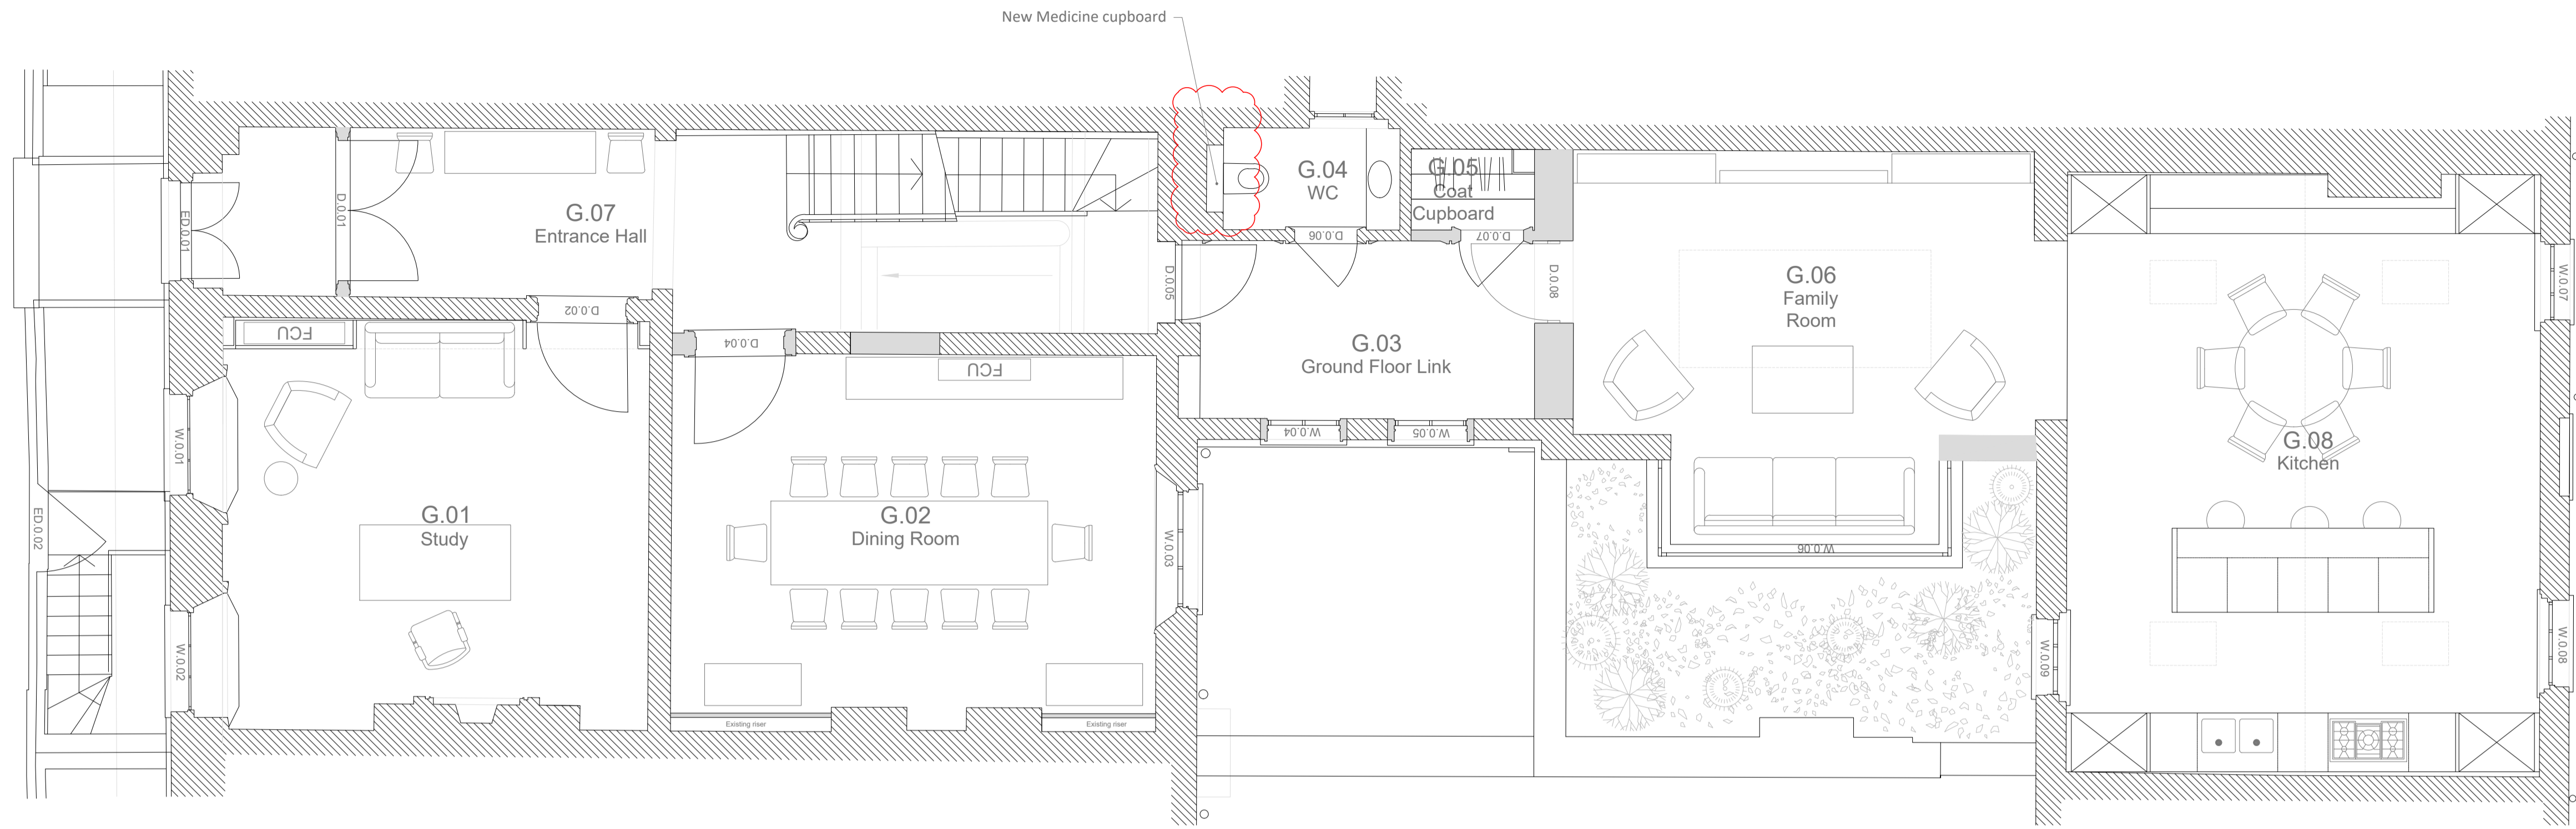 New Medicine cupboard
G.04
WC
G.05
Coat
Cupboard
D.0.01
ED.0.01
G.07
Entrance Hall
D.0.06
D.0.07
D.0.05
D.0.08
G.06
Family
Room
W.0.07
D.0.02
FCU
D.0.04
FCU
G.03
Ground Floor Link
W.0.01
W.0.04
W.0.05
G.08
Kitchen
ED.0.02
G.01
Study
G.02
Dining Room
W.0.03
W.0.06
W.0.02
W.0.09
W.0.08
Existing riser
Existing riser